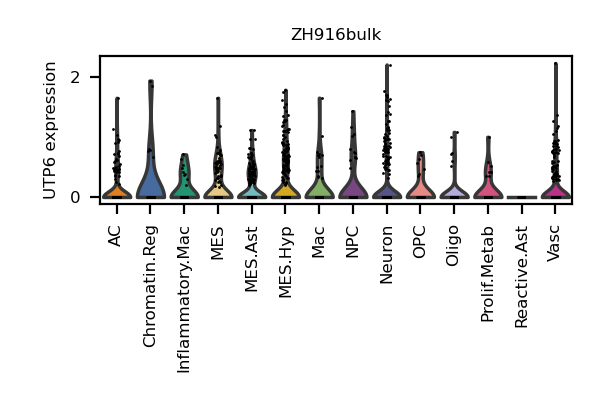 ZH916bulk
UTP6 expression
2
0
AC
Chromatin.Reg
Inflammatory.Mac
MES
MES.Ast
MES.Hyp
Mac
NPC
Neuron
OPC
Oligo
Prolif.Metab
Reactive.Ast
Vasc